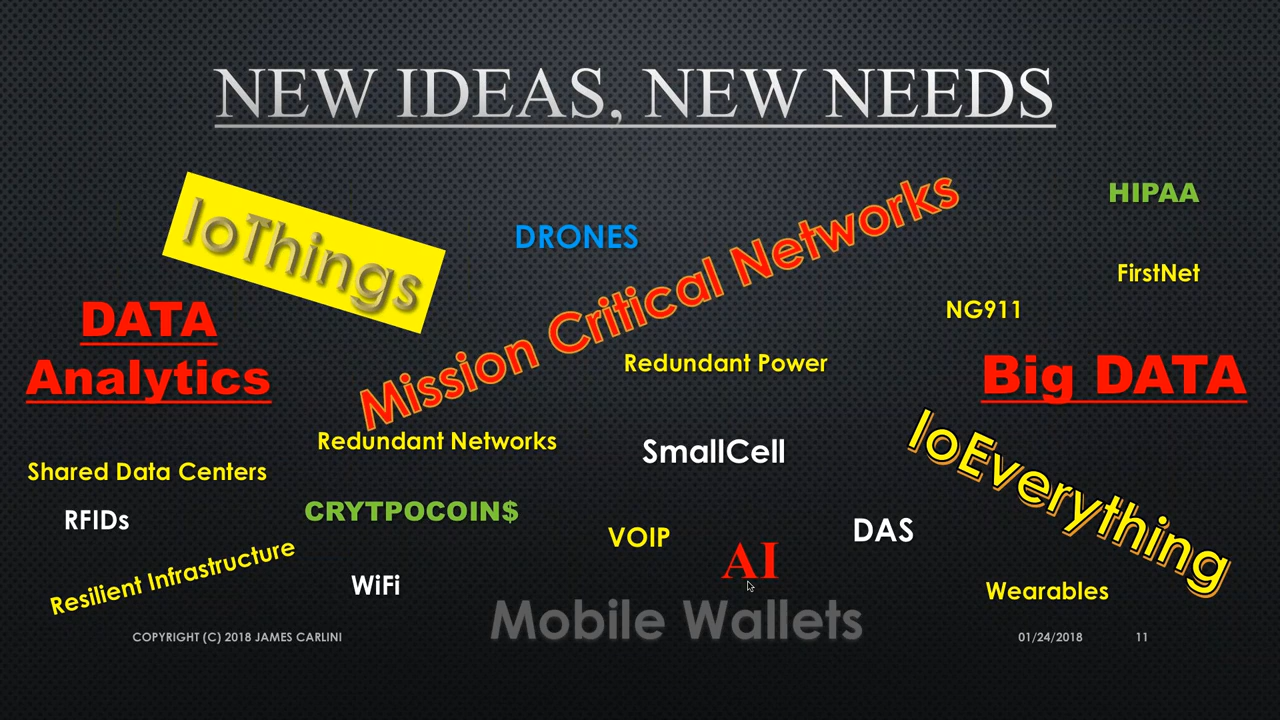 NEW IDEAS, NEW NEEDS
HIPAA
IoThings
DRONES
Mission Critical Networks
FirstNet
NG911
DATA
Analytics
Redundant Power
Big DATA
Redundant Networks
SmallCell
IoEverything
Shared Data Centers
RFIDs
CRYTPOCOIN$
VOIP
DAS
AI
Resilient Infrastructure
WiFi
Wearables
Mobile Wallets
COPYRIGHT (C) 2018 JAMES CARLINI
01/24/2018
11